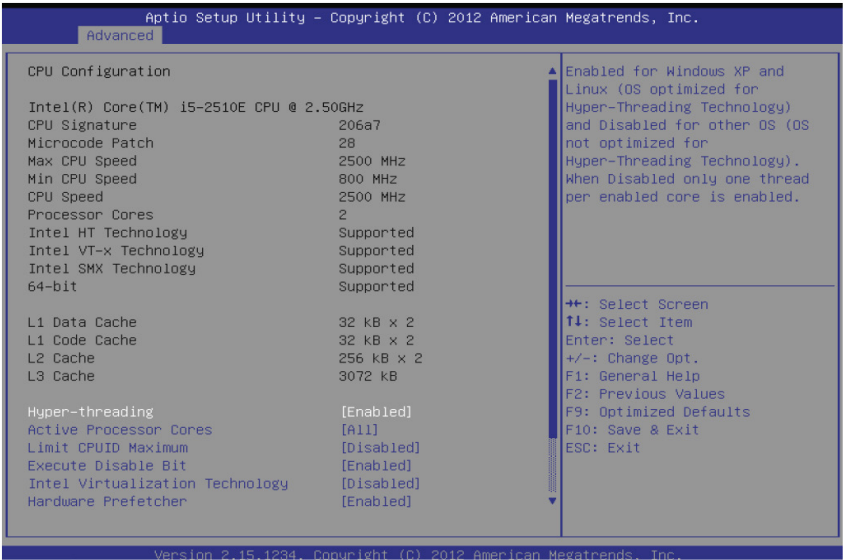 Aptio Setup Utility – Copyright (C) 2012 American Megatrends, Inc.
Advanced
CPU Configuration
Intel(R) Core(TM) i5-2510E CPU @ 2.50GHz
CPU Signature 206a7
Microcode Patch 28
Max CPU Speed 2500 MHz
Min CPU Speed 800 MHz
CPU Speed 2500 MHz
Processor Cores 2
Intel HT Technology Supported
Intel VT-x Technology Supported
Intel SMX Technology Supported
64-bit Supported
L1 Data Cache 32 kB x 2
L1 Code Cache 32 kB x 2
L2 Cache 256 kB x 2
L3 Cache 3072 kB
Hyper-threading [Enabled]
Active Processor Cores [All]
Limit CPUID Maximum [Disabled]
Execute Disable Bit [Enabled]
Intel Virtualization Technology [Disabled]
Hardware Prefetcher [Enabled]
Enabled for Windows XP and
Linux (OS optimized for
Hyper-Threading Technology)
and Disabled for other OS (OS
not optimized for
Hyper-Threading Technology).
When Disabled only one thread
per enabled core is enabled.
→←: Select Screen
↑↓: Select Item
Enter: Select
+/-: Change Opt.
F1: General Help
F2: Previous Values
F9: Optimized Defaults
F10: Save & Exit
ESC: Exit
Version 2.15.1234. Copyright (C) 2012 American Megatrends, Inc.